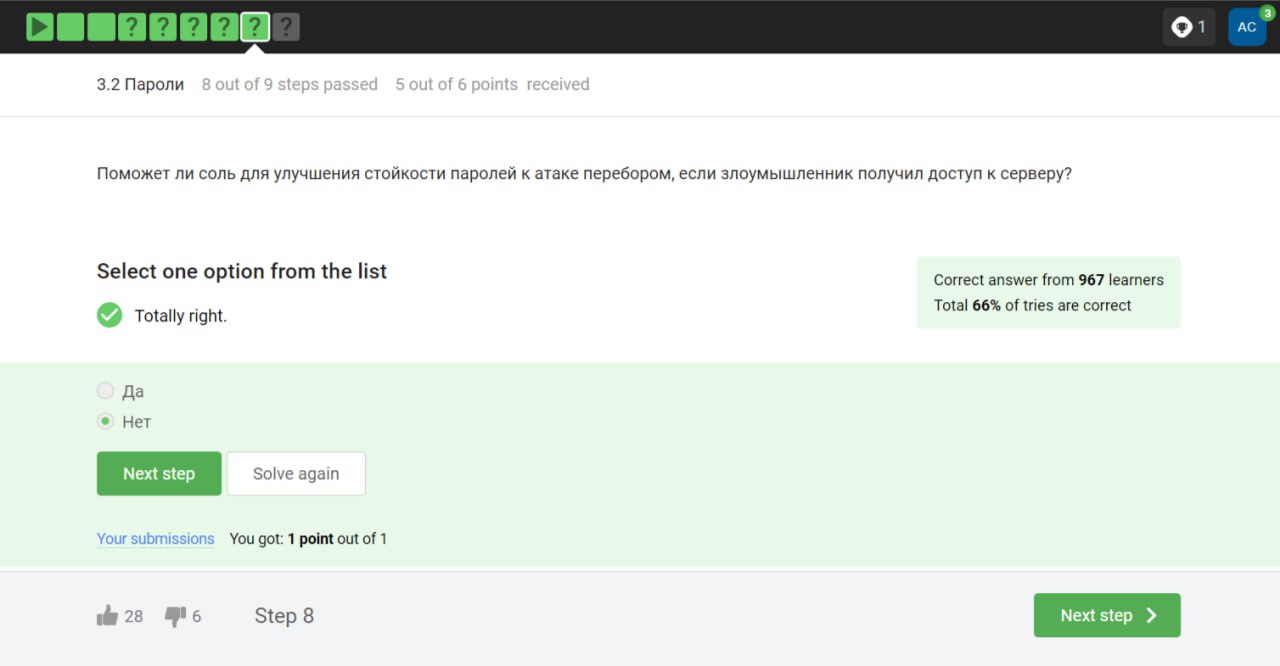 ? ? ? ? ? ?
1
AC
3
3.2 Пароли 8 out of 9 steps passed 5 out of 6 points received
Поможет ли соль для улучшения стойкости паролей к атаке перебором, если злоумышленник получил доступ к серверу?
Select one option from the list
Totally right.
Correct answer from 967 learners
Total 66% of tries are correct
Да
Нет
Next step Solve again
Your submissions You got: 1 point out of 1
28 6 Step 8 Next step